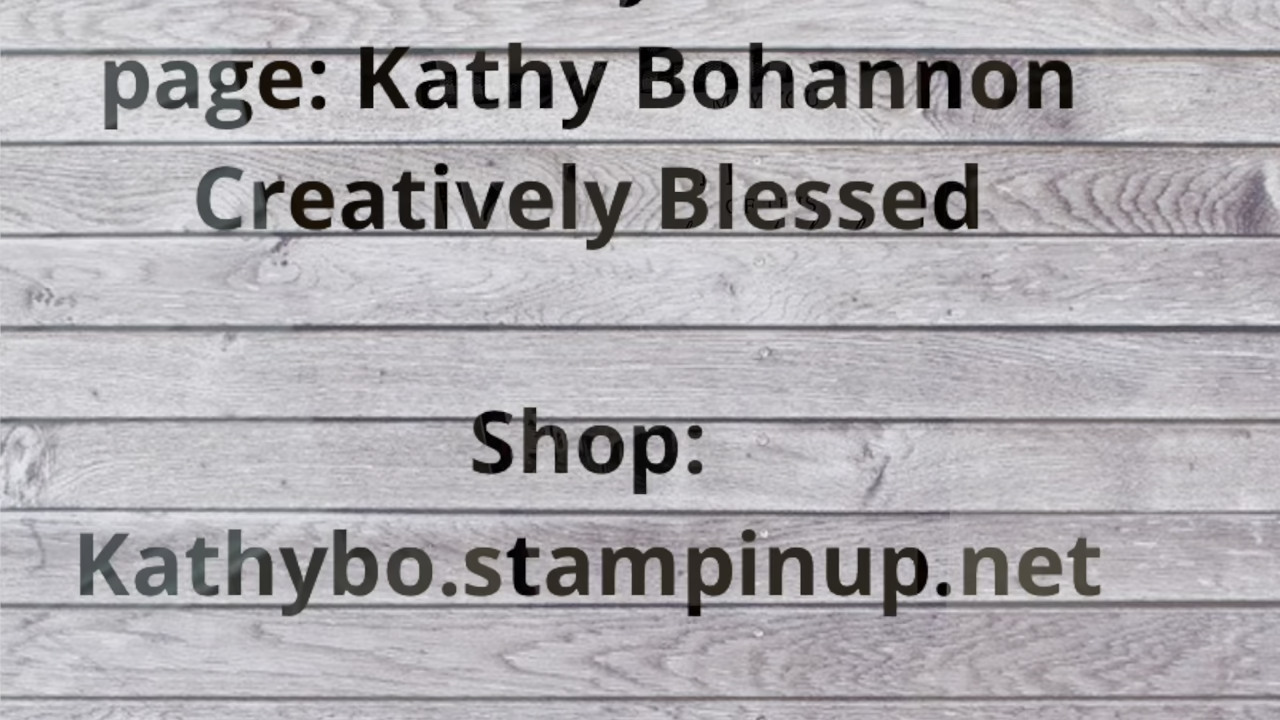 page: Kathy Bohannon
Creatively Blessed
Shop:
Kathybo.stampinup.net